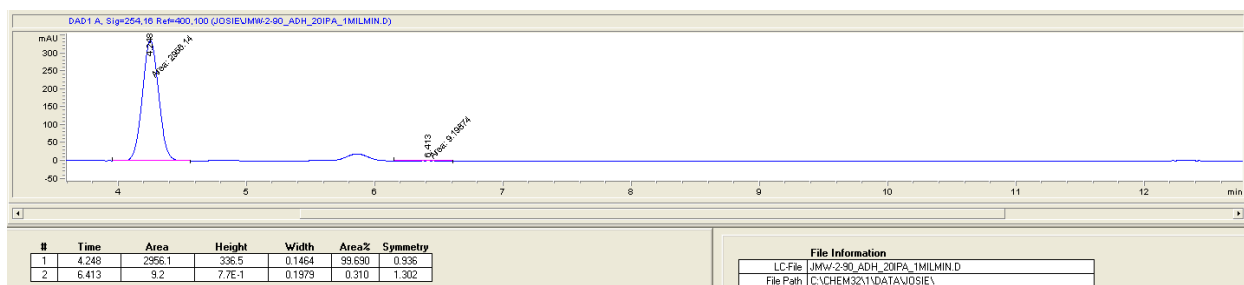 DAD1 A, Sig=254,16 Ref=400,100 (JOSIE\JMW-2-90_ADH_20IPA_1MILMIN.D)
mAU
300
250
200
150
100
50
0
-50
4.248
Area: 2956.14
6.413
Area: 9.19874
4 5 6 7 8 9 10 11 12 min
# Time Area Height Width Area% Symmetry
1 4.248 2956.1 336.5 0.1464 99.690 0.936
2 6.413 9.2 7.7E-1 0.1979 0.310 1.302
File Information
LC-File JMW-2-90_ADH_20IPA_1MILMIN.D
File Path C:\CHEM32\1\DATA\JOSIE\